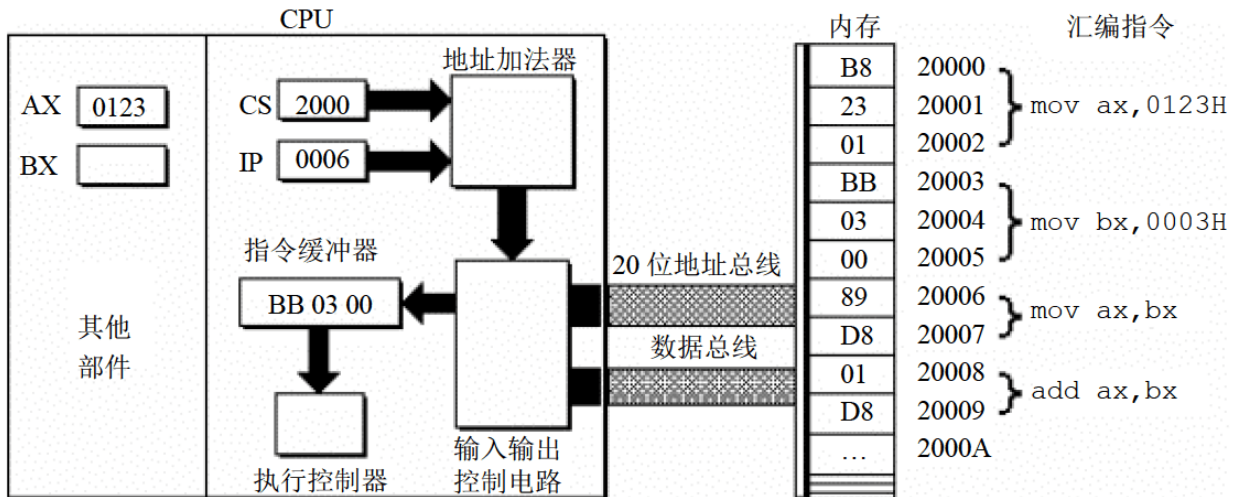 CPU
内存
汇编指令
地址加法器
AX 0123
BX
CS 2000
IP 0006
指令缓冲器
BB 03 00
其他
部件
执行控制器
输入输出
控制电路
20 位地址总线
数据总线
B8 20000
23 20001 mov ax,0123H
01 20002
BB 20003
03 20004 mov bx,0003H
00 20005
89 20006 mov ax,bx
D8 20007
01 20008 add ax,bx
D8 20009
… 2000A